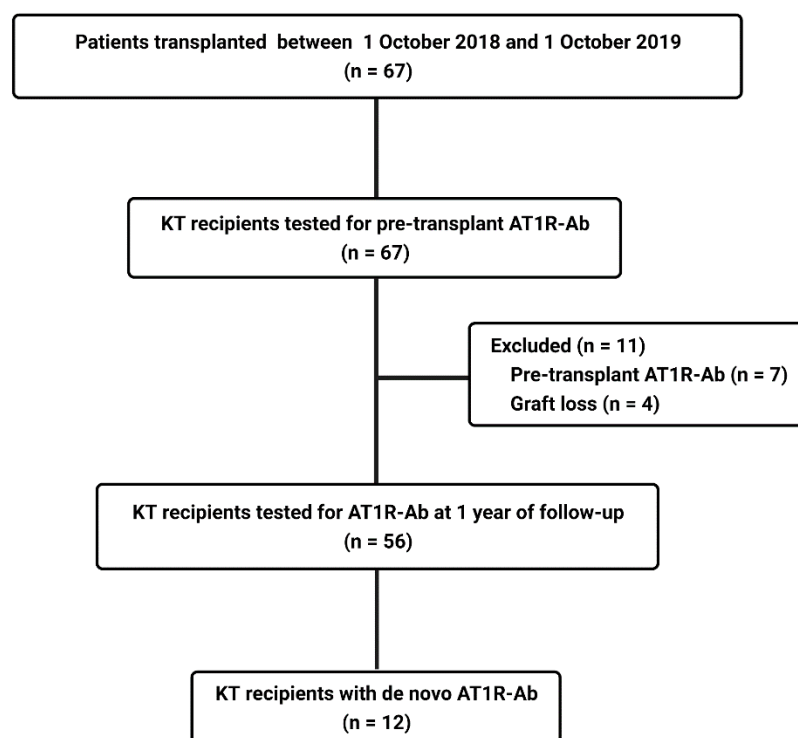 Patients transplanted between 1 October 2018 and 1 October 2019
(n = 67)
KT recipients tested for pre-transplant AT1R-Ab
(n = 67)
Excluded (n = 11)
Pre-transplant AT1R-Ab (n = 7)
Graft loss (n = 4)
KT recipients tested for AT1R-Ab at 1 year of follow-up
(n = 56)
KT recipients with de novo AT1R-Ab
(n = 12)